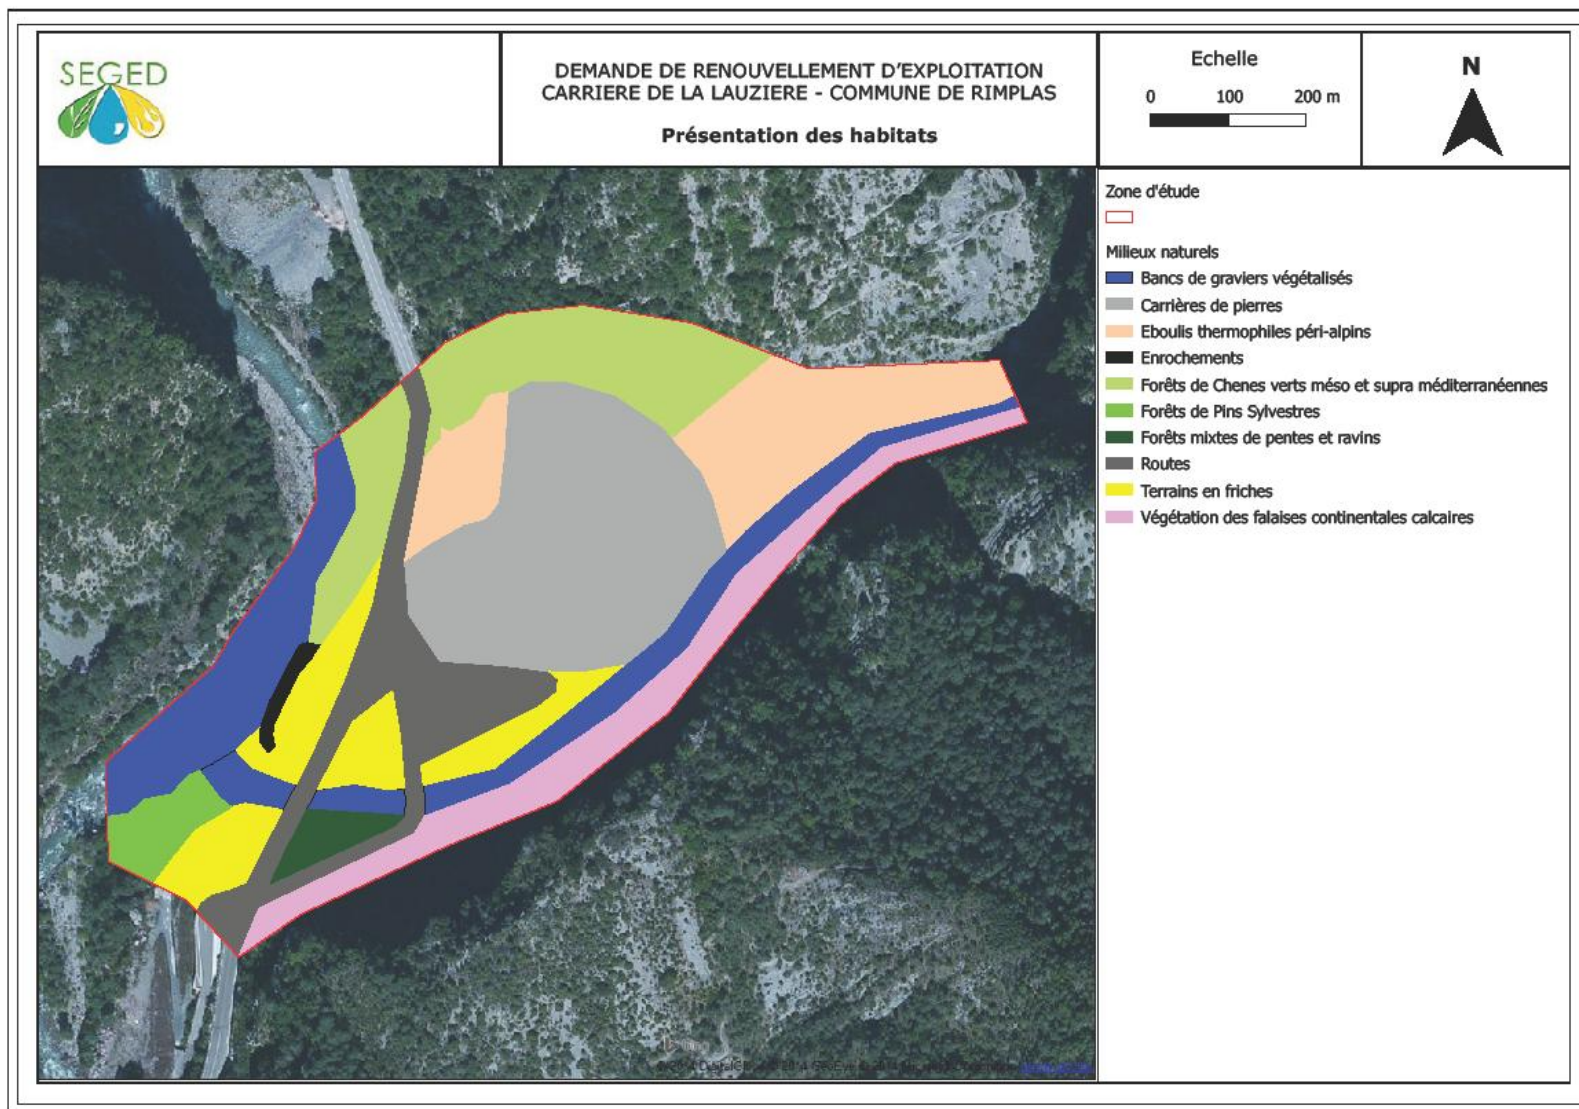 SEGED
DEMANDE DE RENOUVELLEMENT D'EXPLOITATION
CARRIERE DE LA LAUZIERE - COMMUNE DE RIMPLAS
Présentation des habitats
Echelle
0 100 200 m
N
Zone d'étude
Milieux naturels
Bancs de graviers végétalisés
Carrières de pierres
Eboulis thermophiles péri-alpins
Enrochements
Forêts de Chenes verts méso et supra méditerranéennes
Forêts de Pins Sylvestres
Forêts mixtes de pentes et ravins
Routes
Terrains en friches
Végétation des falaises continentales calcaires